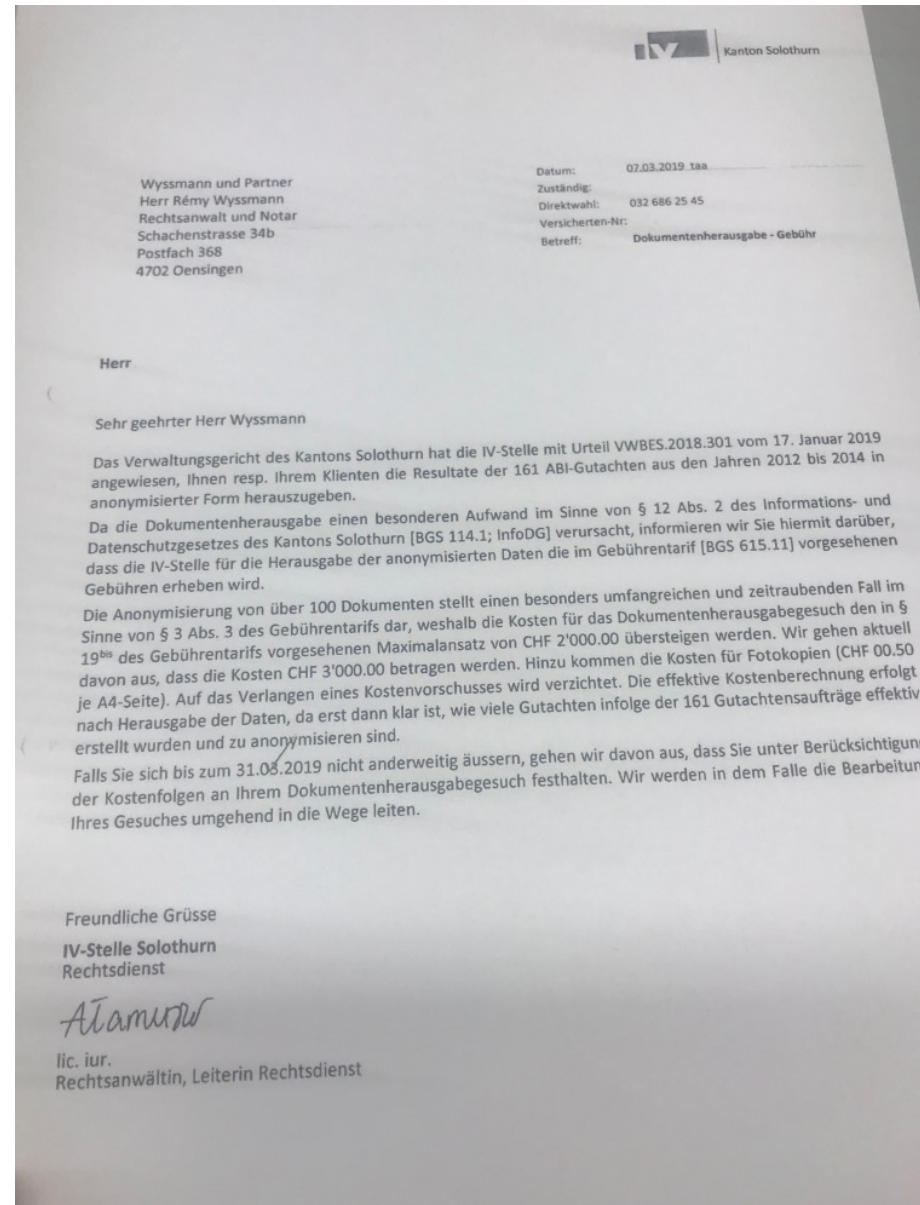 IV Kanton Solothurn
Wyssmann und Partner
Herr Rémy Wyssmann
Rechtsanwalt und Notar
Schachenstrasse 34b
Postfach 368
4702 Oensingen
Datum: 07.03.2019 taa
Zuständig:
Direktwahl: 032 686 25 45
Versicherten-Nr:
Betreff: Dokumentenherausgabe - Gebühr
Herr
Sehr geehrter Herr Wyssmann
Das Verwaltungsgericht des Kantons Solothurn hat die IV-Stelle mit Urteil VWBES.2018.301 vom 17. Januar 2019
angewiesen, Ihnen resp. Ihrem Klienten die Resultate der 161 ABI-Gutachten aus den Jahren 2012 bis 2014 in
anonymisierter Form herauszugeben.
Da die Dokumentenherausgabe einen besonderen Aufwand im Sinne von § 12 Abs. 2 des Informations- und
Datenschutzgesetzes des Kantons Solothurn [BGS 114.1; InfoDG] verursacht, informieren wir Sie hiermit darüber,
dass die IV-Stelle für die Herausgabe der anonymisierten Daten die im Gebührentarif [BGS 615.11] vorgesehenen
Gebühren erheben wird.
Die Anonymisierung von über 100 Dokumenten stellt einen besonders umfangreichen und zeitraubenden Fall im
Sinne von § 3 Abs. 3 des Gebührentarifs dar, weshalb die Kosten für das Dokumentenherausgabegesuch den in §
19bis des Gebührentarifs vorgesehenen Maximalansatz von CHF 2'000.00 übersteigen werden. Wir gehen aktuell
davon aus, dass die Kosten CHF 3'000.00 betragen werden. Hinzu kommen die Kosten für Fotokopien (CHF 00.50
je A4-Seite). Auf das Verlangen eines Kostenvorschusses wird verzichtet. Die effektive Kostenberechnung erfolgt
nach Herausgabe der Daten, da erst dann klar ist, wie viele Gutachten infolge der 161 Gutachtensaufträge effektiv
erstellt wurden und zu anonymisieren sind.
Falls Sie sich bis zum 31.03.2019 nicht anderweitig äussern, gehen wir davon aus, dass Sie unter Berücksichtigung
der Kostenfolgen an Ihrem Dokumentenherausgabegesuch festhalten. Wir werden in dem Falle die Bearbeitun
Ihres Gesuches umgehend in die Wege leiten.
Freundliche Grüsse
IV-Stelle Solothurn
Rechtsdienst
lic. iur.
Rechtsanwältin, Leiterin Rechtsdienst